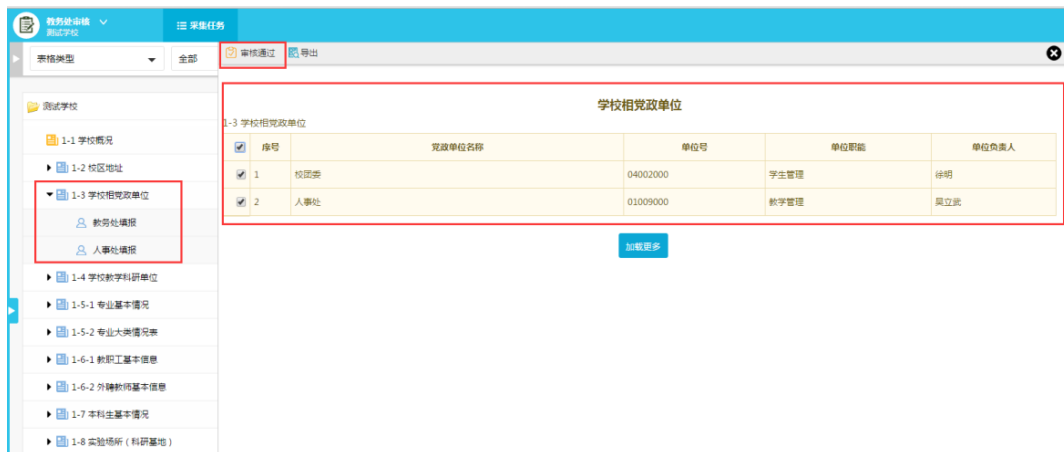 教务处审核
测试学校
采集任务
表格类型
全部
审核通过
导出
测试学校
1-1 学校概况
1-2 校区地址
1-3 学校相党政单位
教务处填报
人事处填报
1-4 学校教学科研单位
1-5-1 专业基本情况
1-5-2 专业大类情况表
1-6-1 教职工基本信息
1-6-2 外聘教师基本信息
1-7 本科生基本情况
1-8 实验场所（科研基地）
学校相党政单位
1-3 学校相党政单位
序号 党政单位名称 单位号 单位职能 单位负责人
1 校团委 04002000 学生管理 徐明
2 人事处 01009000 教学管理 吴立武
加载更多